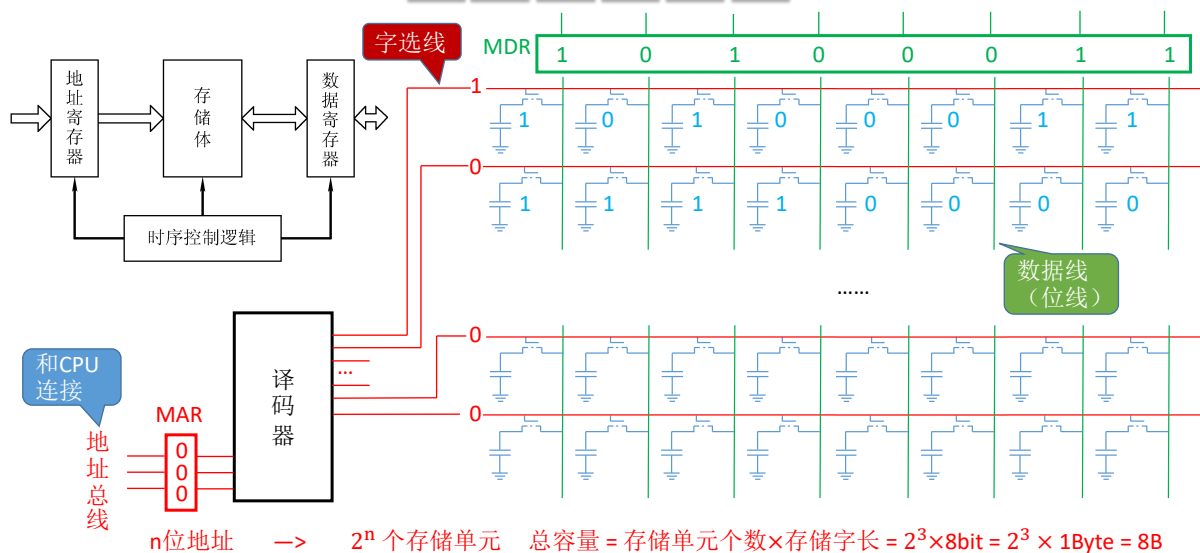 字选线
MDR 1 0 1 0 0 0 1 1
地址寄存器
存储体
数据寄存器
时序控制逻辑
1
1 0 1 0 0 0 1 1
0
1 1 1 1 0 0 0 0
数据线
（位线）
……
0
0
和CPU
连接
译码器
...
MAR
地址总线
0
0
0
n位地址 —> 2ⁿ 个存储单元 总容量 = 存储单元个数×存储字长 = 2³×8bit = 2³ × 1Byte = 8B